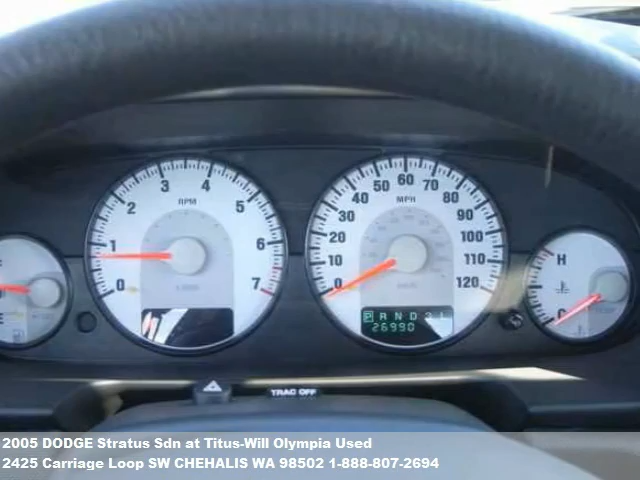 0 1 2 3 4 5 6 7
RPM
0 10 20 30 40 50 60 70 80 90 100 110 120
MPH
P R N D 3 L
26990
E
H
C
TRAC OFF
2005 DODGE Stratus Sdn at Titus-Will Olympia Used
2425 Carriage Loop SW CHEHALIS WA 98502 1-888-807-2694